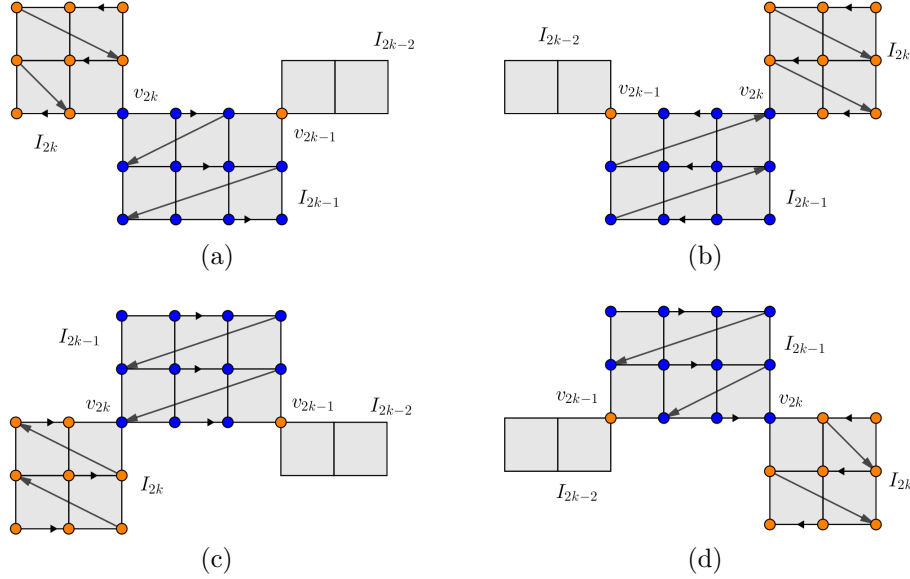 I_{2k-2}
v_{2k}
I_{2k}
v_{2k-1}
I_{2k-1}
(a)
I_{2k-2}
I_{2k}
v_{2k-1}
v_{2k}
I_{2k-1}
(b)
I_{2k-1}
v_{2k}
v_{2k-1}
I_{2k-2}
I_{2k}
(c)
I_{2k-1}
v_{2k-1}
v_{2k}
I_{2k-2}
I_{2k}
(d)